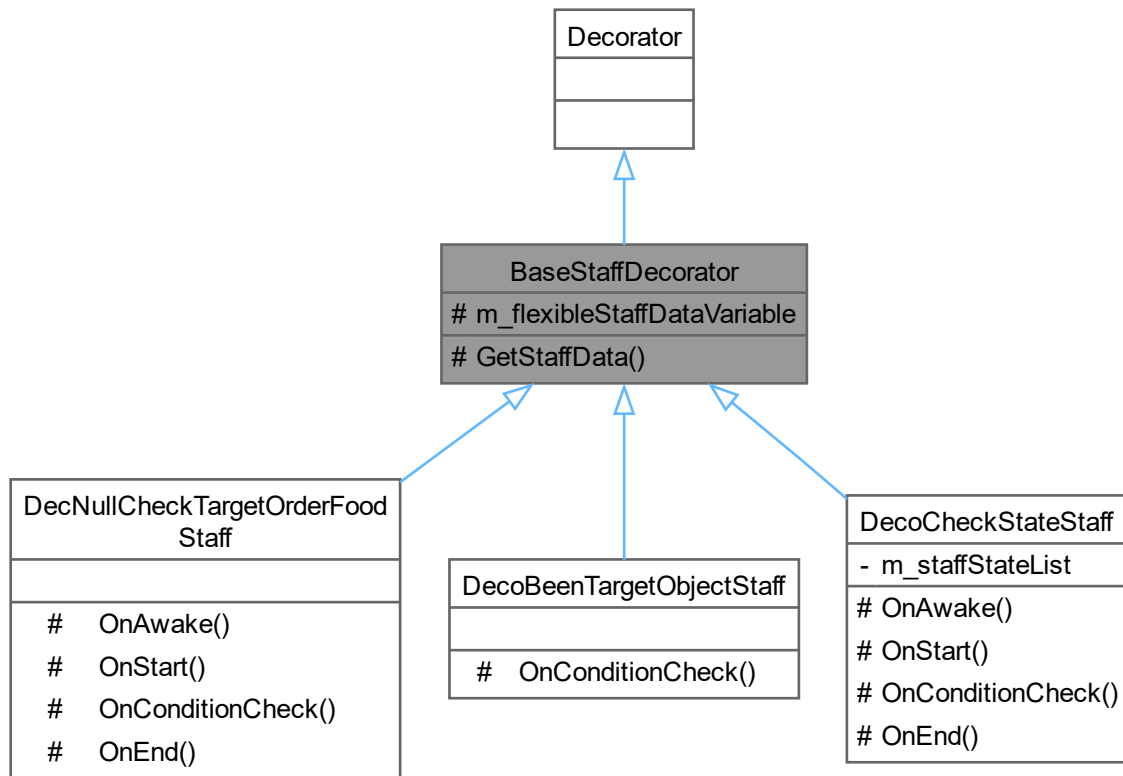 Decorator
BaseStaffDecorator
# m_flexibleStaffDataVariable
# GetStaffData()
DecNullCheckTargetOrderFood
Staff
# OnAwake()
# OnStart()
# OnConditionCheck()
# OnEnd()
DecoBeenTargetObjectStaff
# OnConditionCheck()
DecoCheckStateStaff
- m_staffStateList
# OnAwake()
# OnStart()
# OnConditionCheck()
# OnEnd()